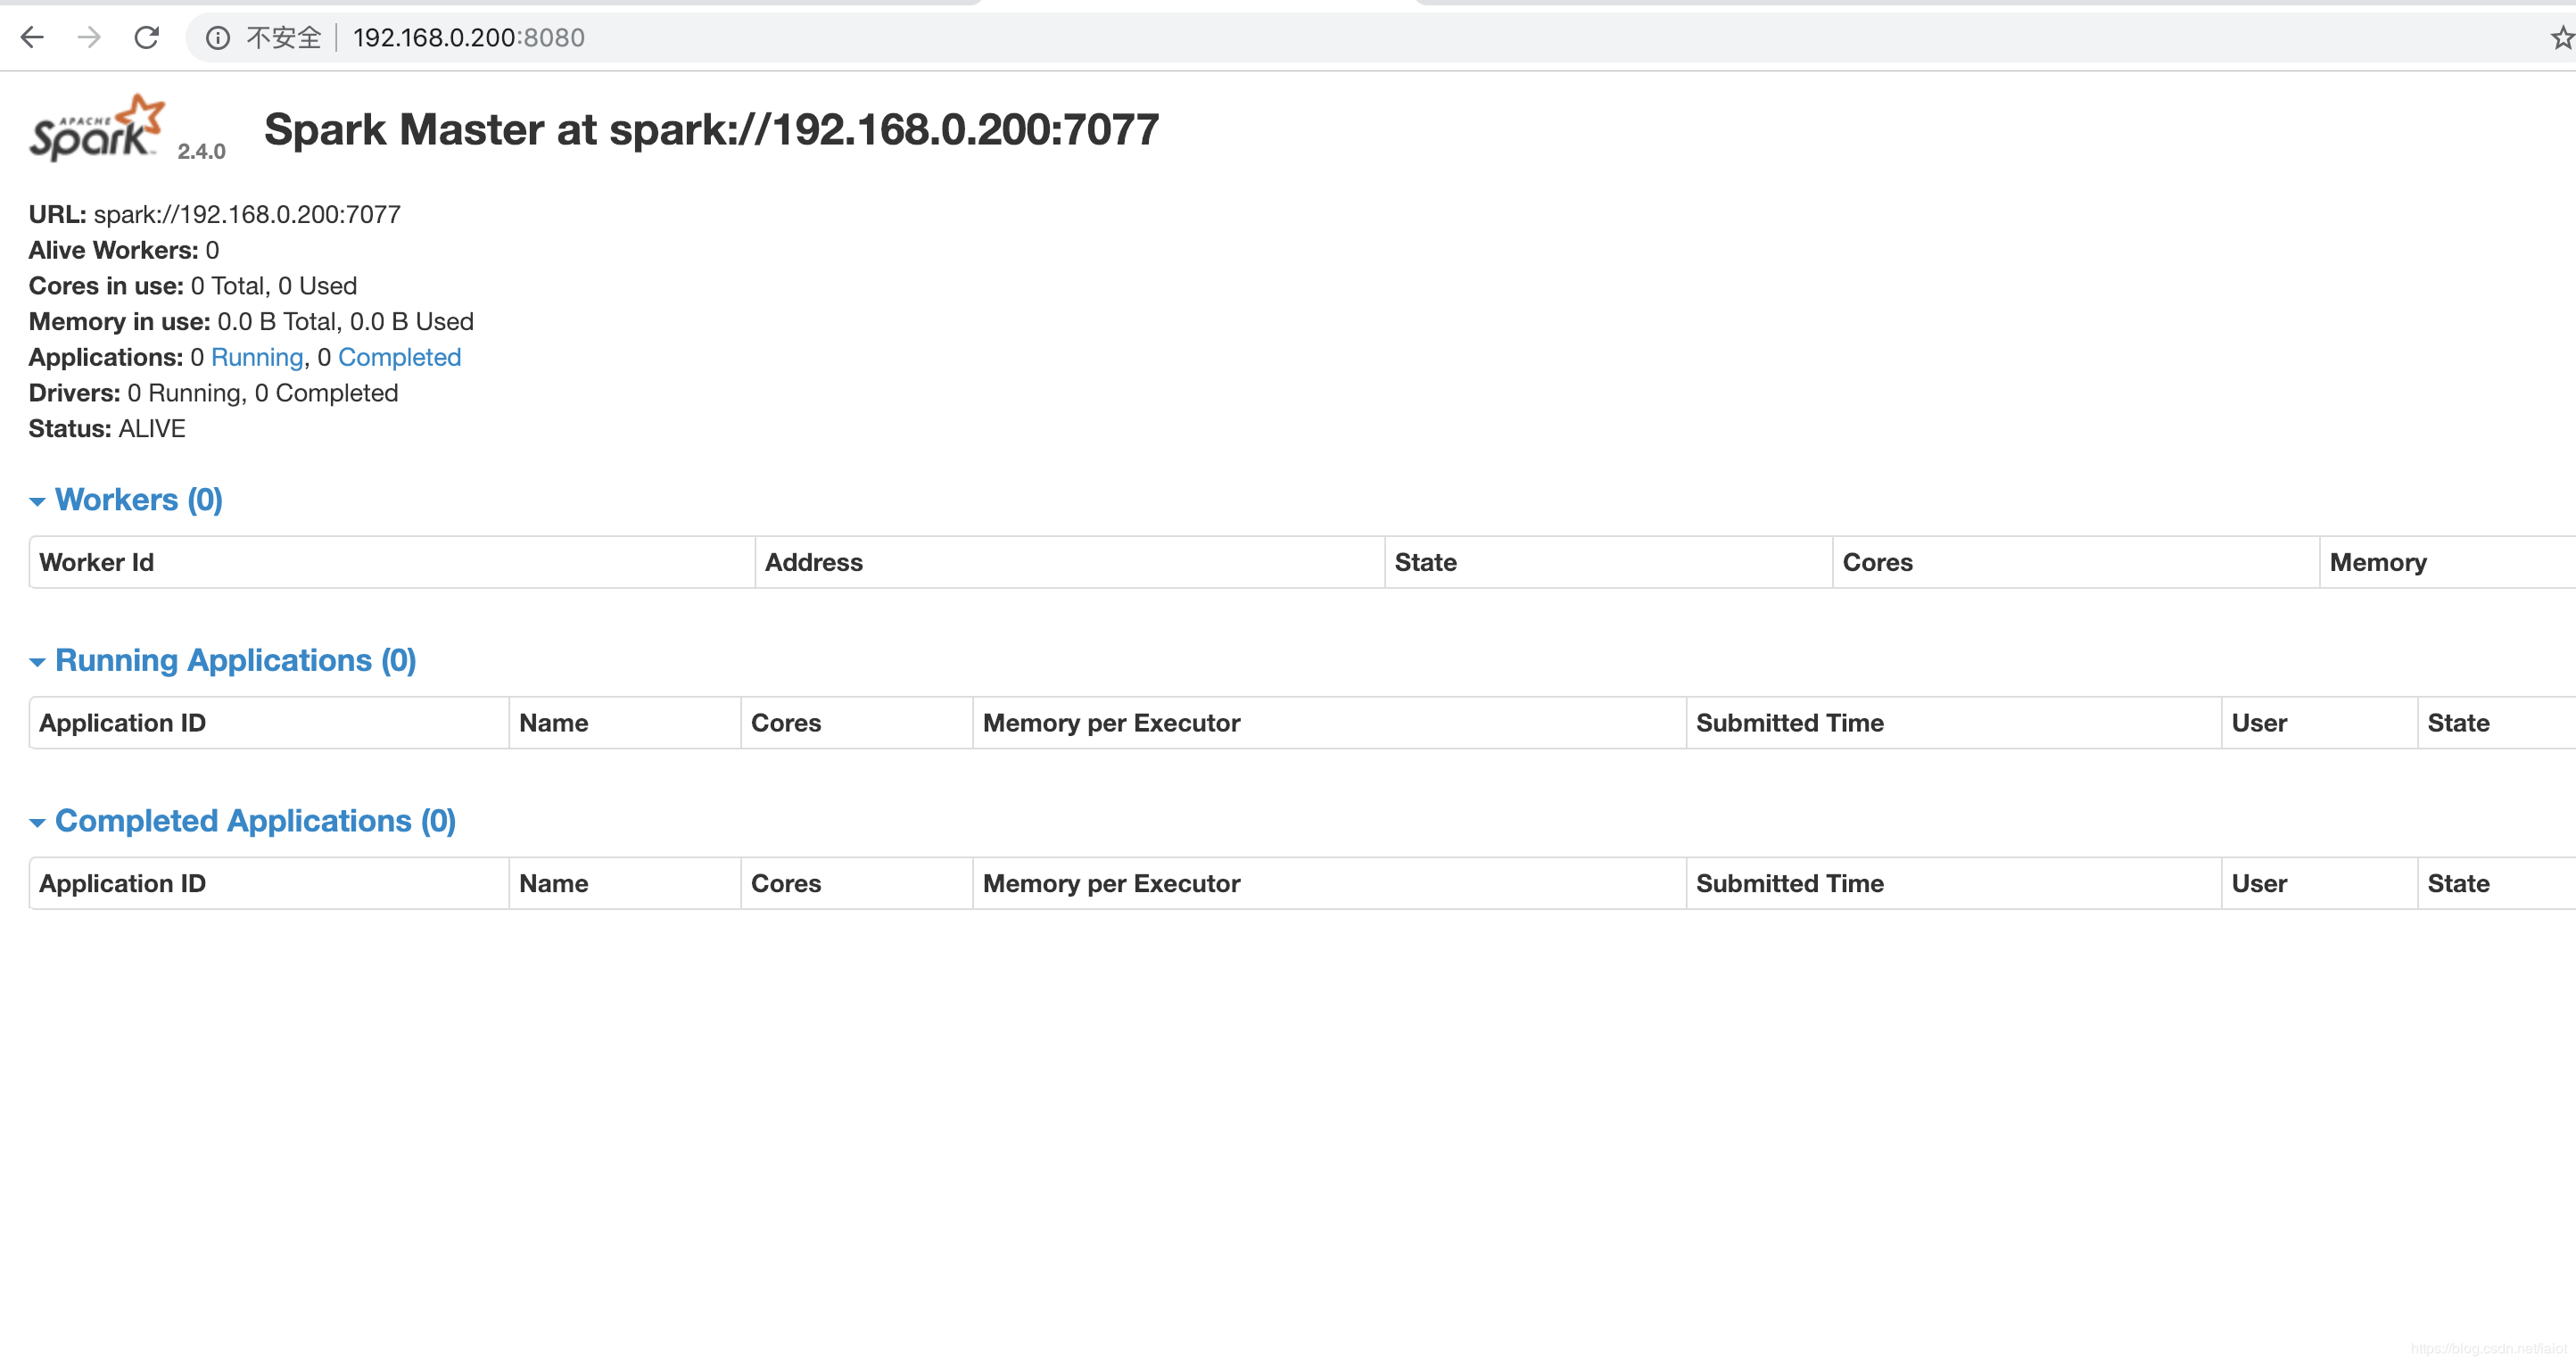 不安全 192.168.0.200:8080
APACHE Spark 2.4.0 Spark Master at spark://192.168.0.200:7077
URL: spark://192.168.0.200:7077
Alive Workers: 0
Cores in use: 0 Total, 0 Used
Memory in use: 0.0 B Total, 0.0 B Used
Applications: 0 Running, 0 Completed
Drivers: 0 Running, 0 Completed
Status: ALIVE
Workers (0)
Worker Id Address State Cores Memory
Running Applications (0)
Application ID Name Cores Memory per Executor Submitted Time User State
Completed Applications (0)
Application ID Name Cores Memory per Executor Submitted Time User State